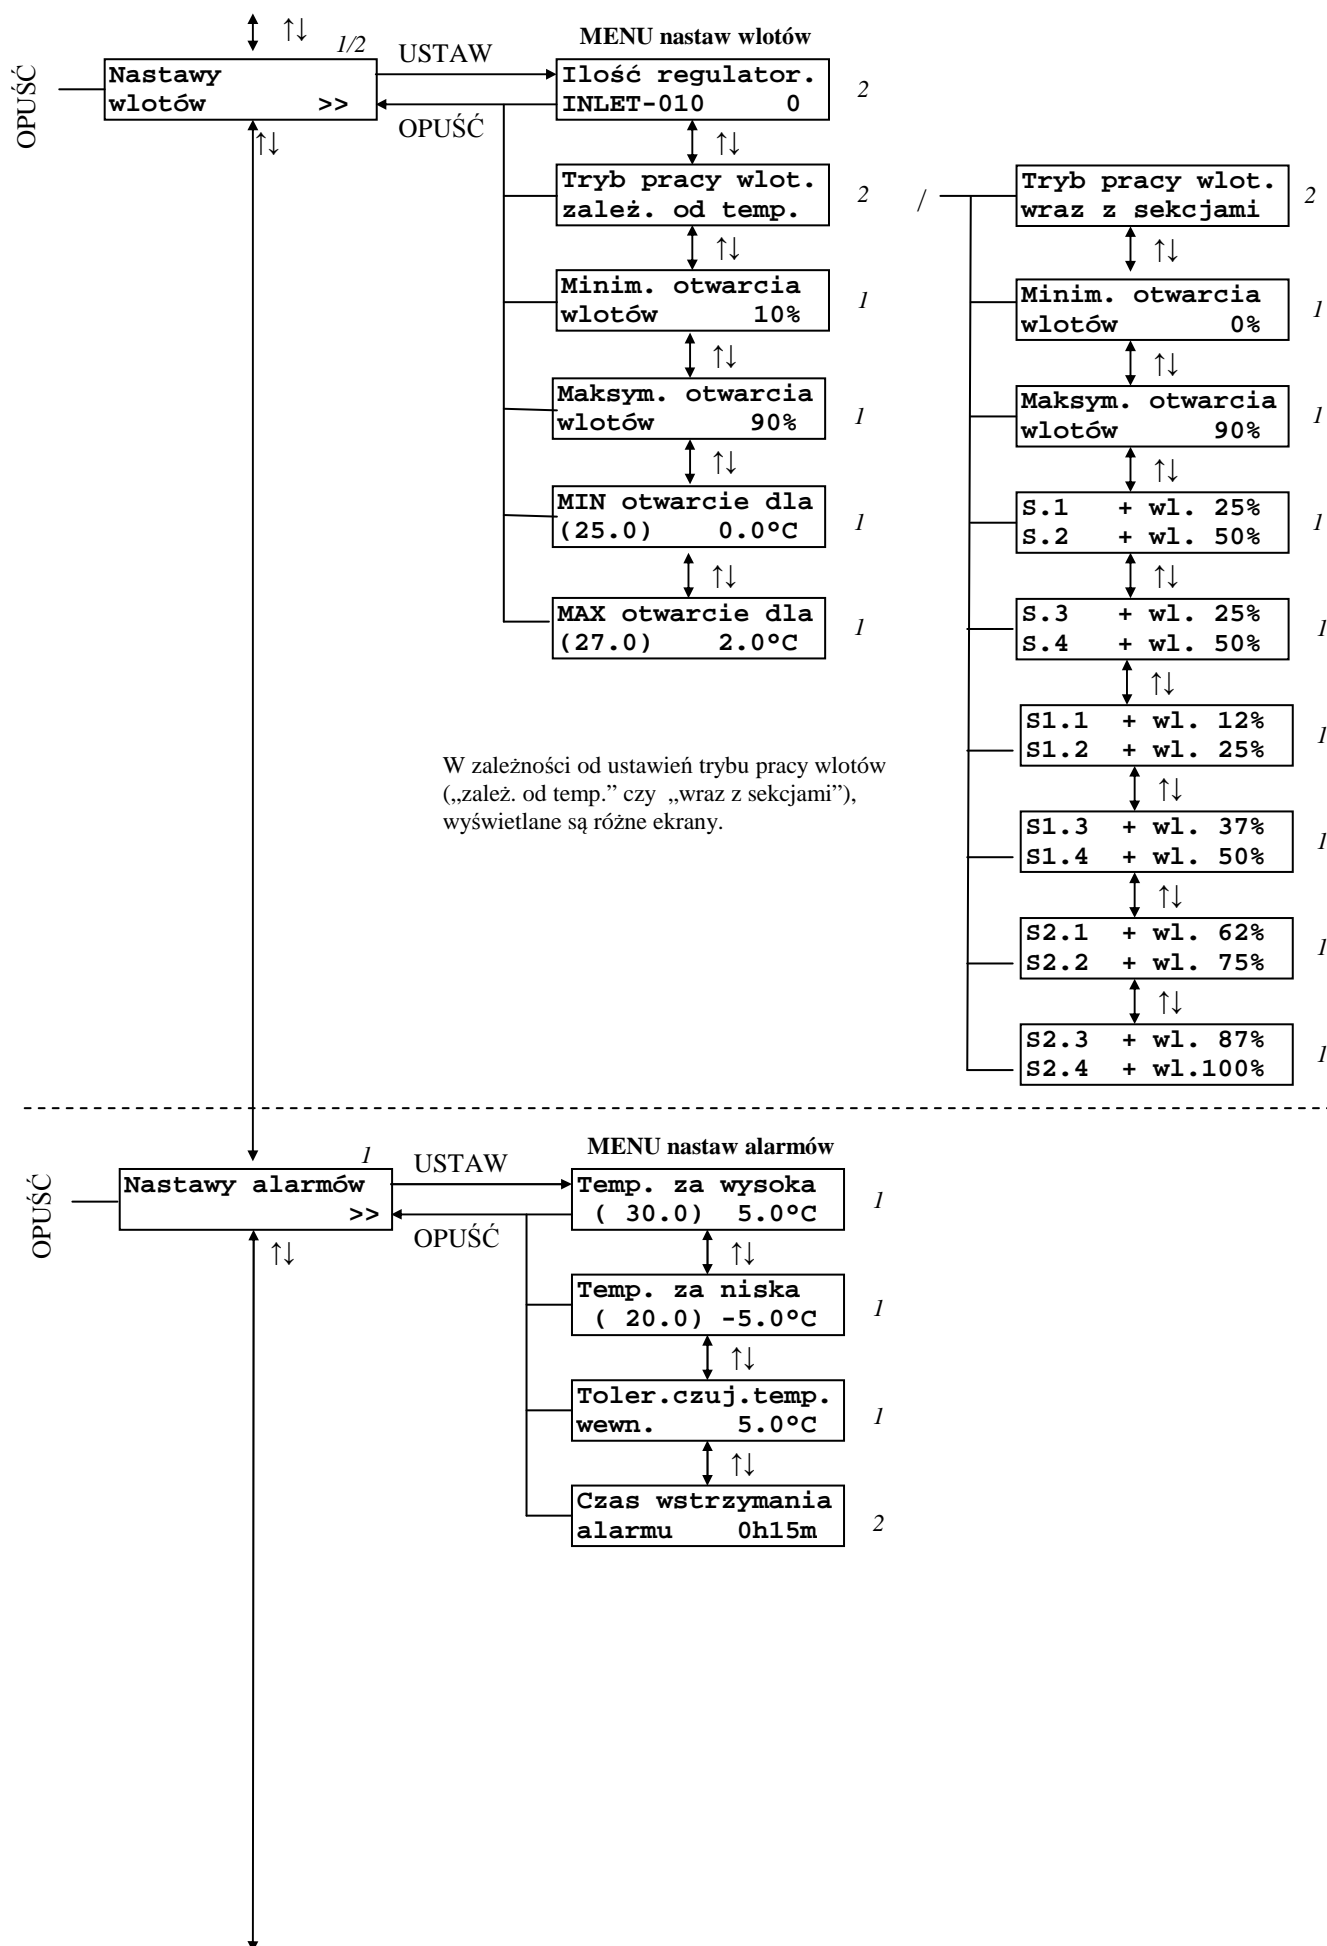 ↑↓
1/2
OPUŚĆ
Nastawy
wlotów >>
↑↓
USTAW
OPUŚĆ
MENU nastaw wlotów
Ilość regulator.
INLET-010 0
2
↑↓
Tryb pracy wlot.
zależ. od temp.
2
↑↓
Minim. otwarcia
wlotów 10%
1
↑↓
Maksym. otwarcia
wlotów 90%
1
↑↓
MIN otwarcie dla
(25.0) 0.0°C
1
↑↓
MAX otwarcie dla
(27.0) 2.0°C
1
/
Tryb pracy wlot.
wraz z sekcjami
2
↑↓
Minim. otwarcia
wlotów 0%
1
↑↓
Maksym. otwarcia
wlotów 90%
1
↑↓
S.1 + wl. 25%
S.2 + wl. 50%
1
↑↓
S.3 + wl. 25%
S.4 + wl. 50%
1
↑↓
S1.1 + wl. 12%
S1.2 + wl. 25%
1
↑↓
S1.3 + wl. 37%
S1.4 + wl. 50%
1
↑↓
S2.1 + wl. 62%
S2.2 + wl. 75%
1
↑↓
S2.3 + wl. 87%
S2.4 + wl.100%
1
W zależności od ustawień trybu pracy wlotów
(„zależ. od temp.” czy „wraz z sekcjami”),
wyświetlane są różne ekrany.
OPUŚĆ
1
Nastawy alarmów
>>
↑↓
USTAW
OPUŚĆ
MENU nastaw alarmów
Temp. za wysoka
( 30.0) 5.0°C
1
↑↓
Temp. za niska
( 20.0) -5.0°C
1
↑↓
Toler.czuj.temp.
wewn. 5.0°C
1
↑↓
Czas wstrzymania
alarmu 0h15m
2